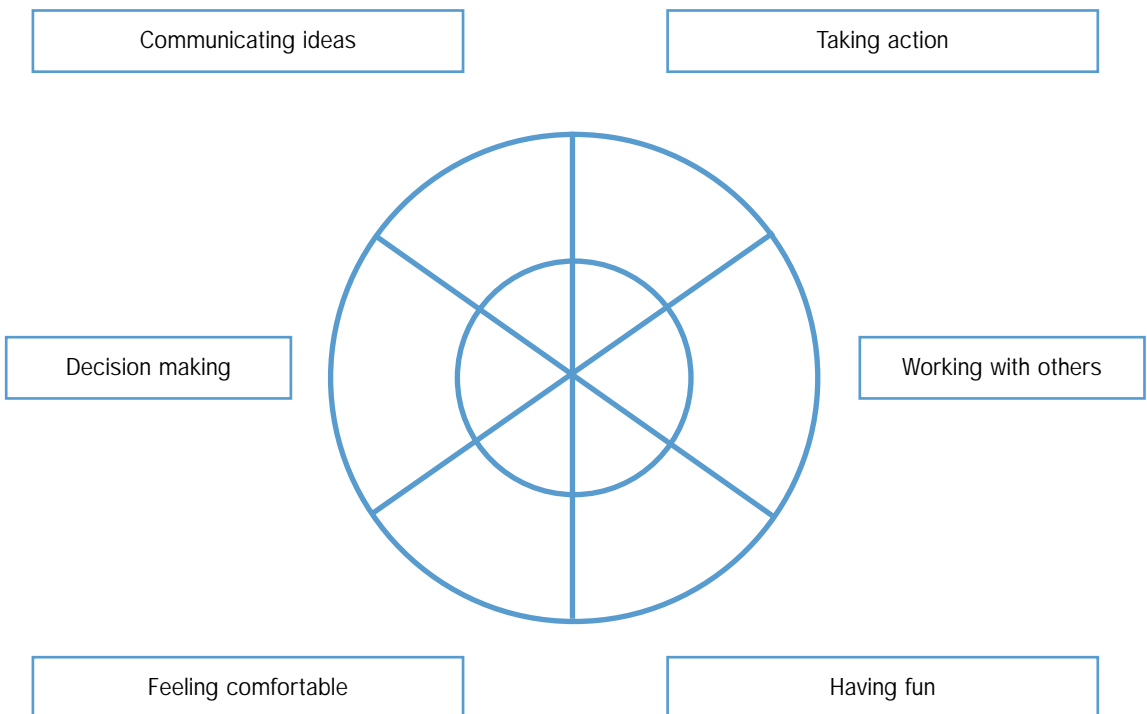 Communicating ideas
Taking action
Decision making
Working with others
Feeling comfortable
Having fun